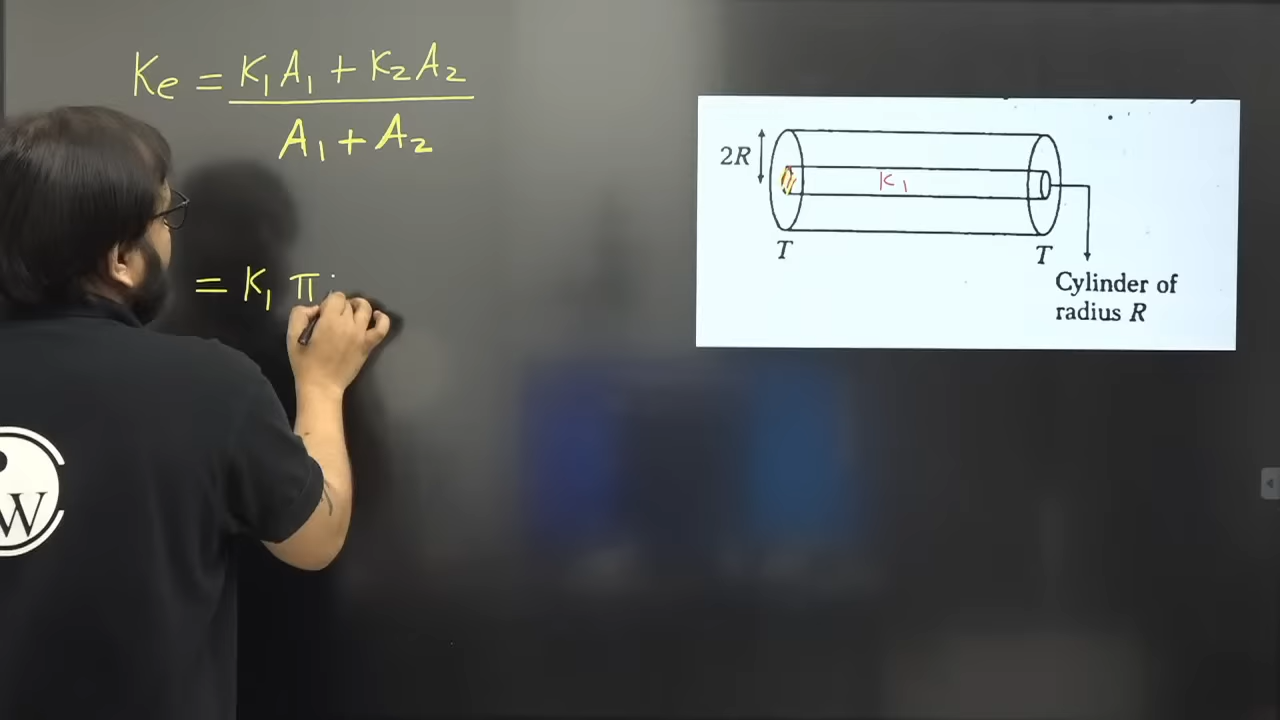 Ke = K₁A₁ + K₂A₂
A₁ + A₂
= K₁ π
2R
K₁
T
T
Cylinder of
radius R
W